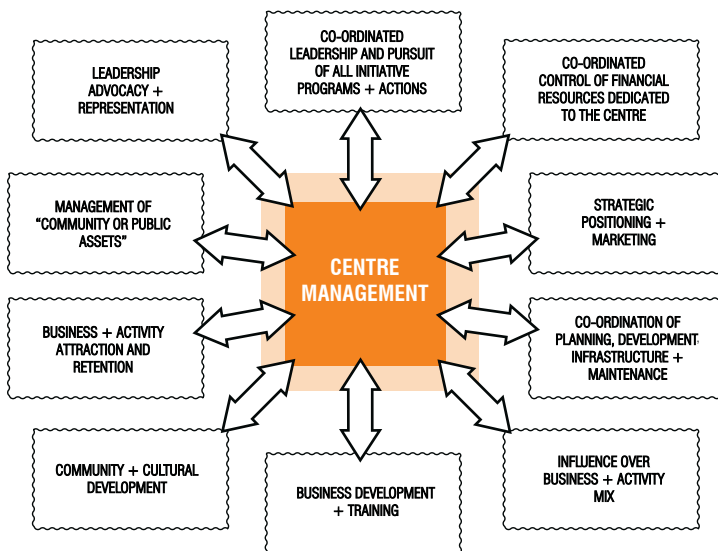 CO-ORDINATED
LEADERSHIP AND PURSUIT
OF ALL INITIATIVE
PROGRAMS + ACTIONS
LEADERSHIP
ADVOCACY +
REPRESENTATION
CO-ORDINATED
CONTROL OF FINANCIAL
RESOURCES DEDICATED
TO THE CENTRE
MANAGEMENT OF
“COMMUNITY OR PUBLIC
ASSETS”
STRATEGIC
POSITIONING +
MARKETING
CENTRE
MANAGEMENT
BUSINESS + ACTIVITY
ATTRACTION AND
RETENTION
CO-ORDINATION OF
PLANNING, DEVELOPMENT
INFRASTRUCTURE +
MAINTENANCE
COMMUNITY + CULTURAL
DEVELOPMENT
BUSINESS DEVELOPMENT
+ TRAINING
INFLUENCE OVER
BUSINESS + ACTIVITY
MIX